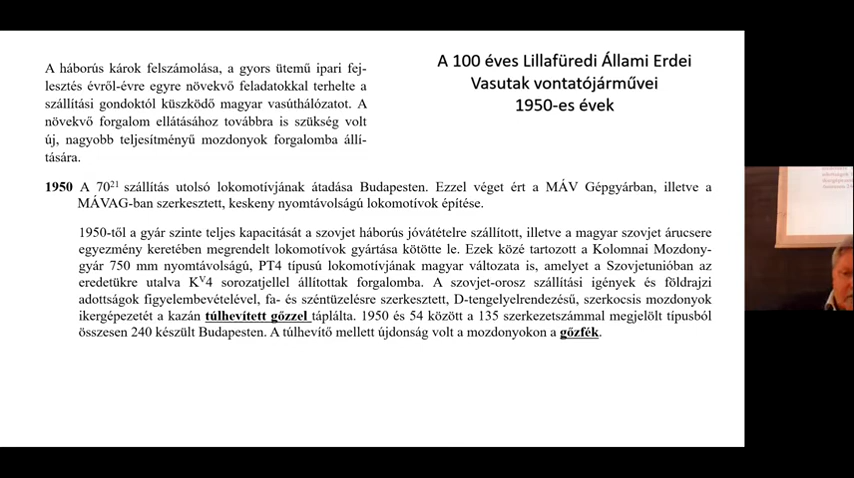 A háborús károk felszámolása, a gyors ütemű ipari fej-
lesztés évről-évre egyre növekvő feladatokkal terhelte a
szállítási gondoktól küszködő magyar vasúthálózatot. A
növekvő forgalom ellátásához továbbra is szükség volt
új, nagyobb teljesítményű mozdonyok forgalomba állí-
tására.
A 100 éves Lillafüredi Állami Erdei
Vasutak vontatójárművei
1950-es évek
1950 A 70²¹ szállítás utolsó lokomotívjának átadása Budapesten. Ezzel véget ért a MÁV Gépgyárban, illetve a
MÁVAG-ban szerkesztett, keskeny nyomtávolságú lokomotívok építése.
1950-től a gyár szinte teljes kapacitását a szovjet háborús jóvátételre szállított, illetve a magyar szovjet árucsere
egyezmény keretében megrendelt lokomotívok gyártása kötötte le. Ezek közé tartozott a Kolomnai Mozdony-
gyár 750 mm nyomtávolságú, PT4 típusú lokomotívjának magyar változata is, amelyet a Szovjetunióban az
eredetükre utalva Kⱽ4 sorozatjellel állítottak forgalomba. A szovjet-orosz szállítási igények és földrajzi
adottságok figyelembevételével, fa- és széntüzelésre szerkesztett, D-tengelyelrendezésű, szerkocsis mozdonyok
ikergépezetét a kazán túlhevített gőzzel táplálta. 1950 és 54 között a 135 szerkezetszámmal megjelölt típusból
összesen 240 készült Budapesten. A túlhevítő mellett újdonság volt a mozdonyokon a gőzfék.